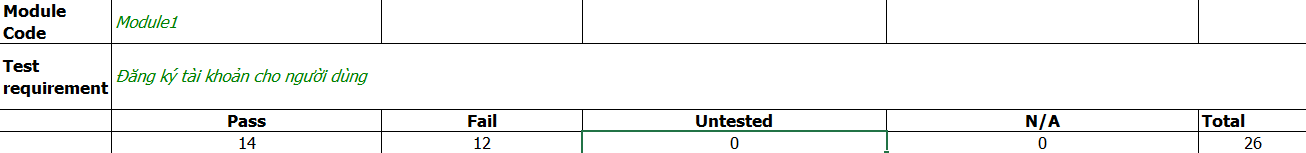 Module Code Module1
Test requirement Đăng ký tài khoản cho người dùng
Pass Fail Untested N/A Total
14 12 0 0 26